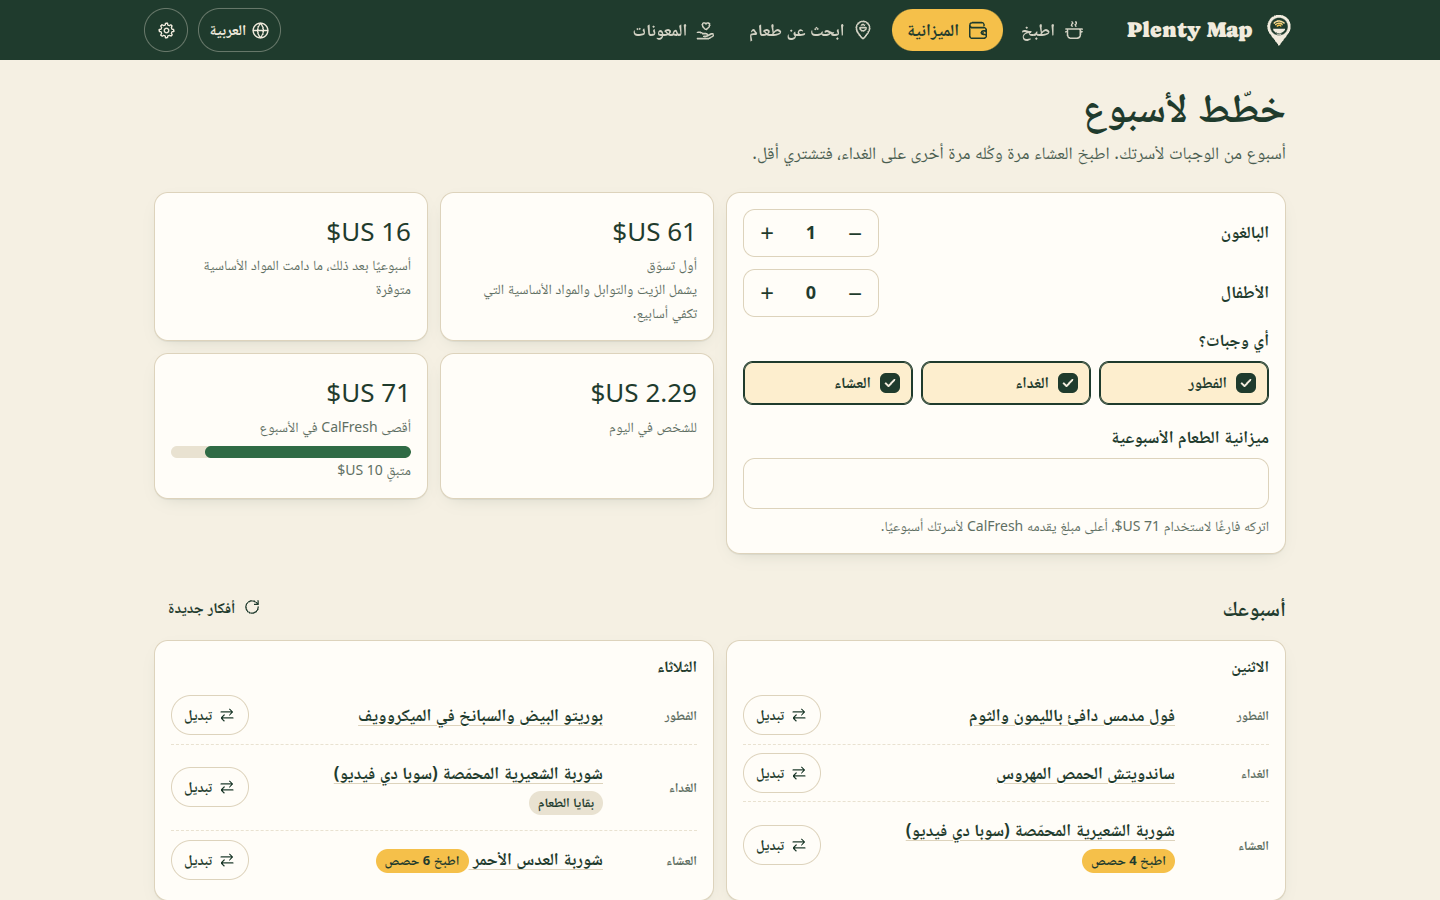 Plenty Map
اطبخ
الميزانية
ابحث عن طعام
المعونات
العربية
خطّط لأسبوع
أسبوع من الوجبات لأسرتك. اطبخ العشاء مرة وكُله مرة أخرى على الغداء، فتشتري أقل.
البالغون
− 1 +
الأطفال
− 0 +
أي وجبات؟
الفطور
الغداء
العشاء
ميزانية الطعام الأسبوعية
اتركه فارغًا لاستخدام 71 US$، أعلى مبلغ يقدمه CalFresh لأسرتك أسبوعيًا.
61 US$
أول تسوّق
يشمل الزيت والتوابل والمواد الأساسية التي
تكفي أسابيع.
16 US$
أسبوعيًا بعد ذلك، ما دامت المواد الأساسية
متوفرة
2.29 US$
للشخص في اليوم
71 US$
أقصى CalFresh في الأسبوع
متبقٍ 10 US$
أسبوعك
أفكار جديدة
الاثنين
الفطور
فول مدمس دافئ بالليمون والثوم
تبديل
الغداء
ساندويتش الحمص المهروس
تبديل
العشاء
شوربة الشعيرية المحمّصة (سوبا دي فيديو)
اطبخ 4 حصص
تبديل
الثلاثاء
الفطور
بوريتو البيض والسبانخ في الميكروويف
تبديل
الغداء
شوربة الشعيرية المحمّصة (سوبا دي فيديو)
بقايا الطعام
تبديل
العشاء
شوربة العدس الأحمر اطبخ 6 حصص
تبديل